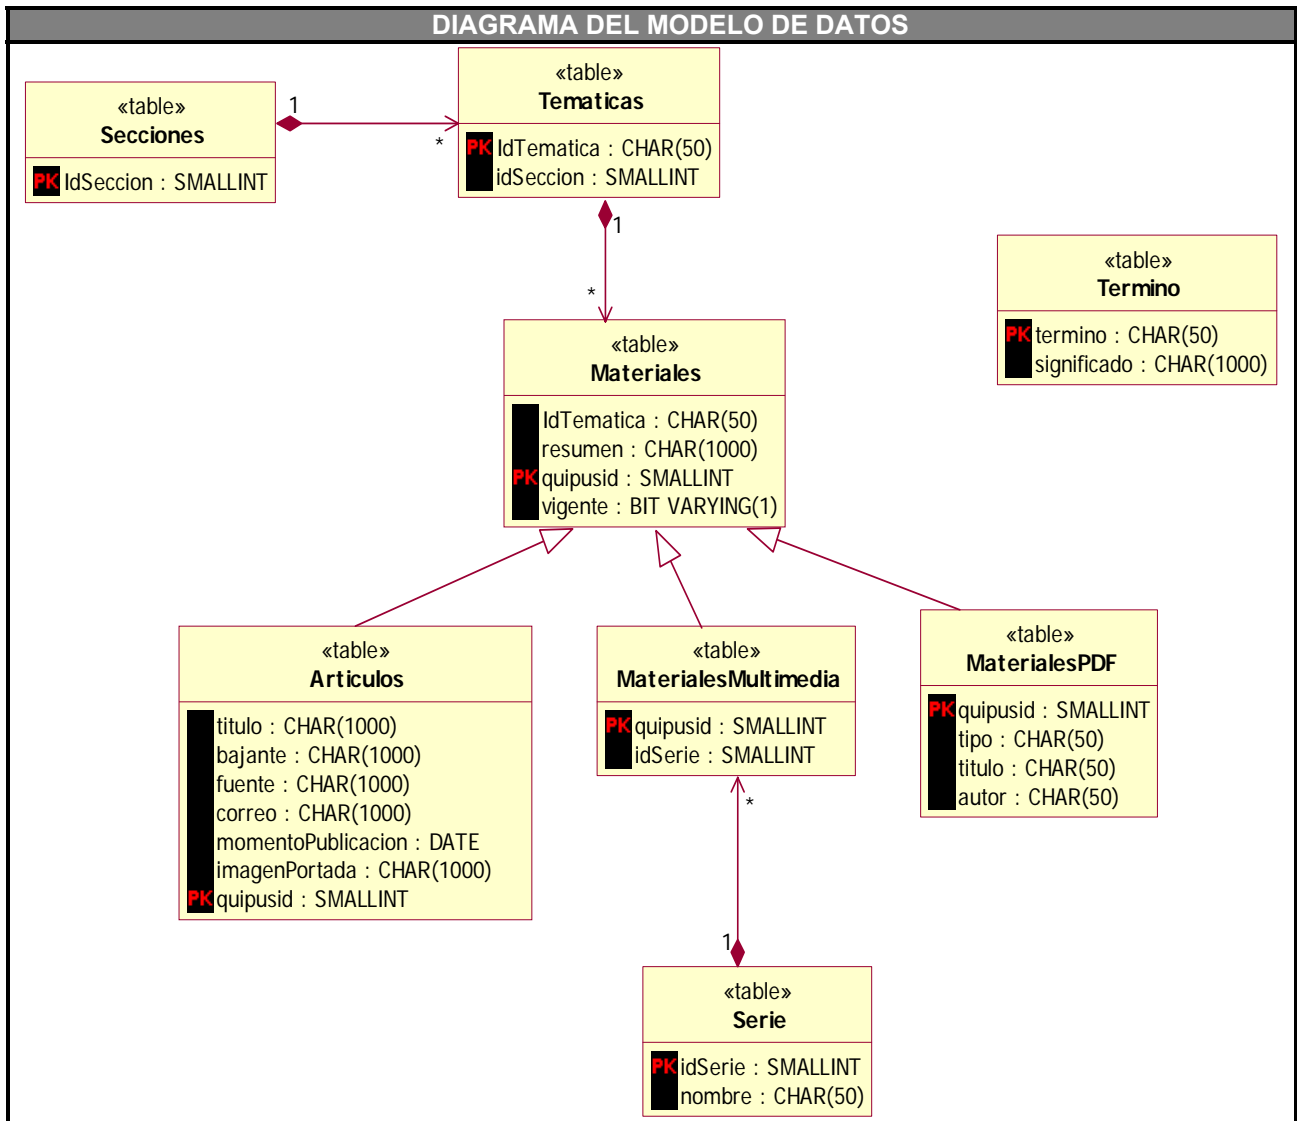 DIAGRAMA DEL MODELO DE DATOS
«table»
Secciones
PK IdSeccion : SMALLINT
1
*
«table»
Tematicas
PK IdTematica : CHAR(50)
idSeccion : SMALLINT
1
*
«table»
Termino
PK termino : CHAR(50)
significado : CHAR(1000)
«table»
Materiales
IdTematica : CHAR(50)
resumen : CHAR(1000)
PK quipusid : SMALLINT
vigente : BIT VARYING(1)
«table»
Articulos
titulo : CHAR(1000)
bajante : CHAR(1000)
fuente : CHAR(1000)
correo : CHAR(1000)
momentoPublicacion : DATE
imagenPortada : CHAR(1000)
PK quipusid : SMALLINT
«table»
MaterialesMultimedia
PK quipusid : SMALLINT
idSerie : SMALLINT
«table»
MaterialesPDF
PK quipusid : SMALLINT
tipo : CHAR(50)
titulo : CHAR(50)
autor : CHAR(50)
*
1
«table»
Serie
PK idSerie : SMALLINT
nombre : CHAR(50)